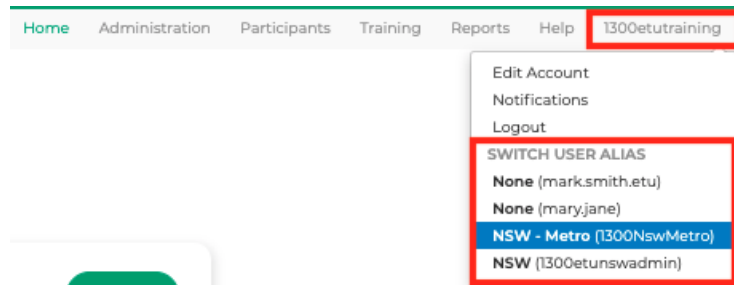 Home Administration Participants Training Reports Help 1300etutraining
Edit Account
Notifications
Logout
SWITCH USER ALIAS
None (mark.smith.etu)
None (mary.jane)
NSW - Metro (1300NswMetro)
NSW (1300etunswadmin)